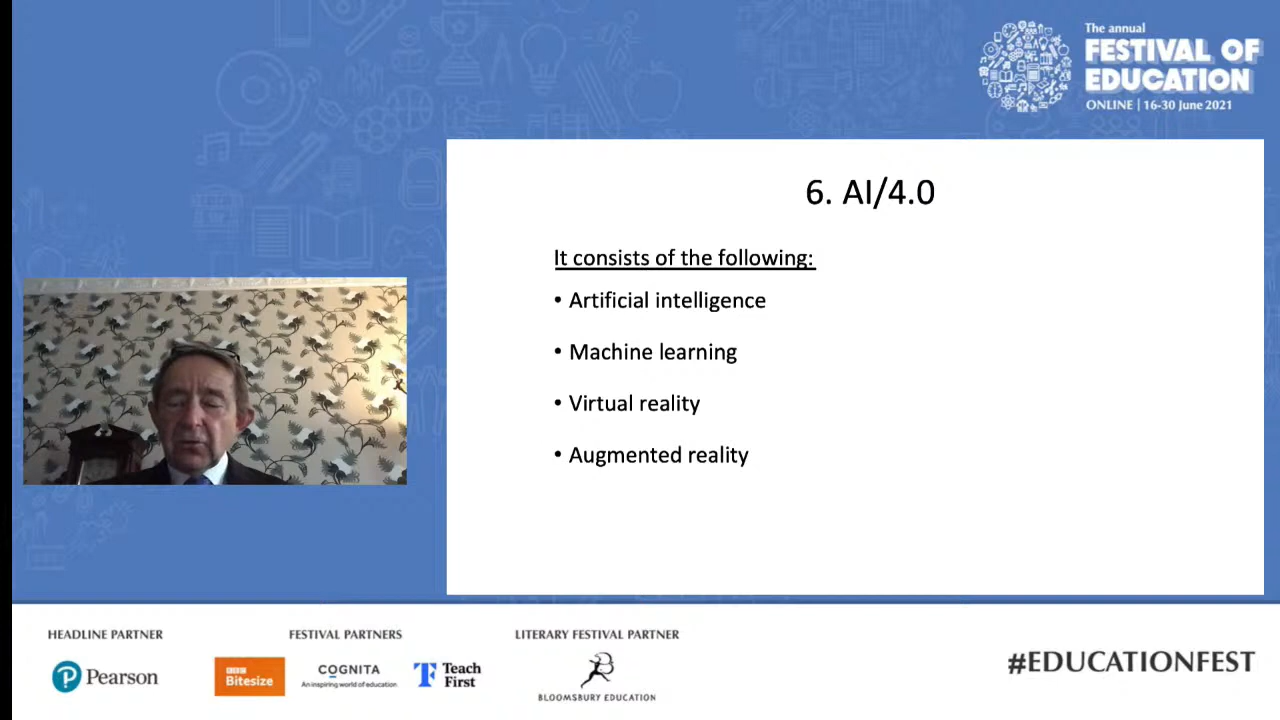 The annual
FESTIVAL OF
EDUCATION
ONLINE | 16-30 June 2021
6. AI/4.0
It consists of the following:
• Artificial intelligence
• Machine learning
• Virtual reality
• Augmented reality
HEADLINE PARTNER
FESTIVAL PARTNERS
LITERARY FESTIVAL PARTNER
Pearson
BBC
Bitesize
COGNITA
An inspiring world of education
Teach
First
BLOOMSBURY EDUCATION
#EDUCATIONFEST